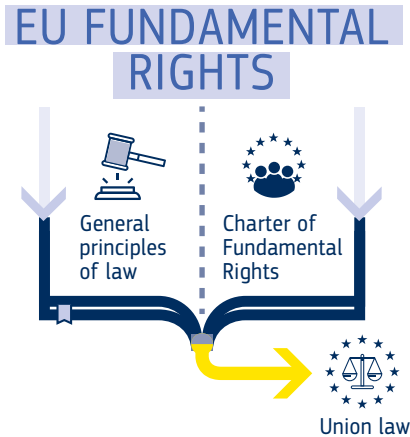 EU FUNDAMENTAL
RIGHTS
General
principles
of law
Charter of
Fundamental
Rights
Union law